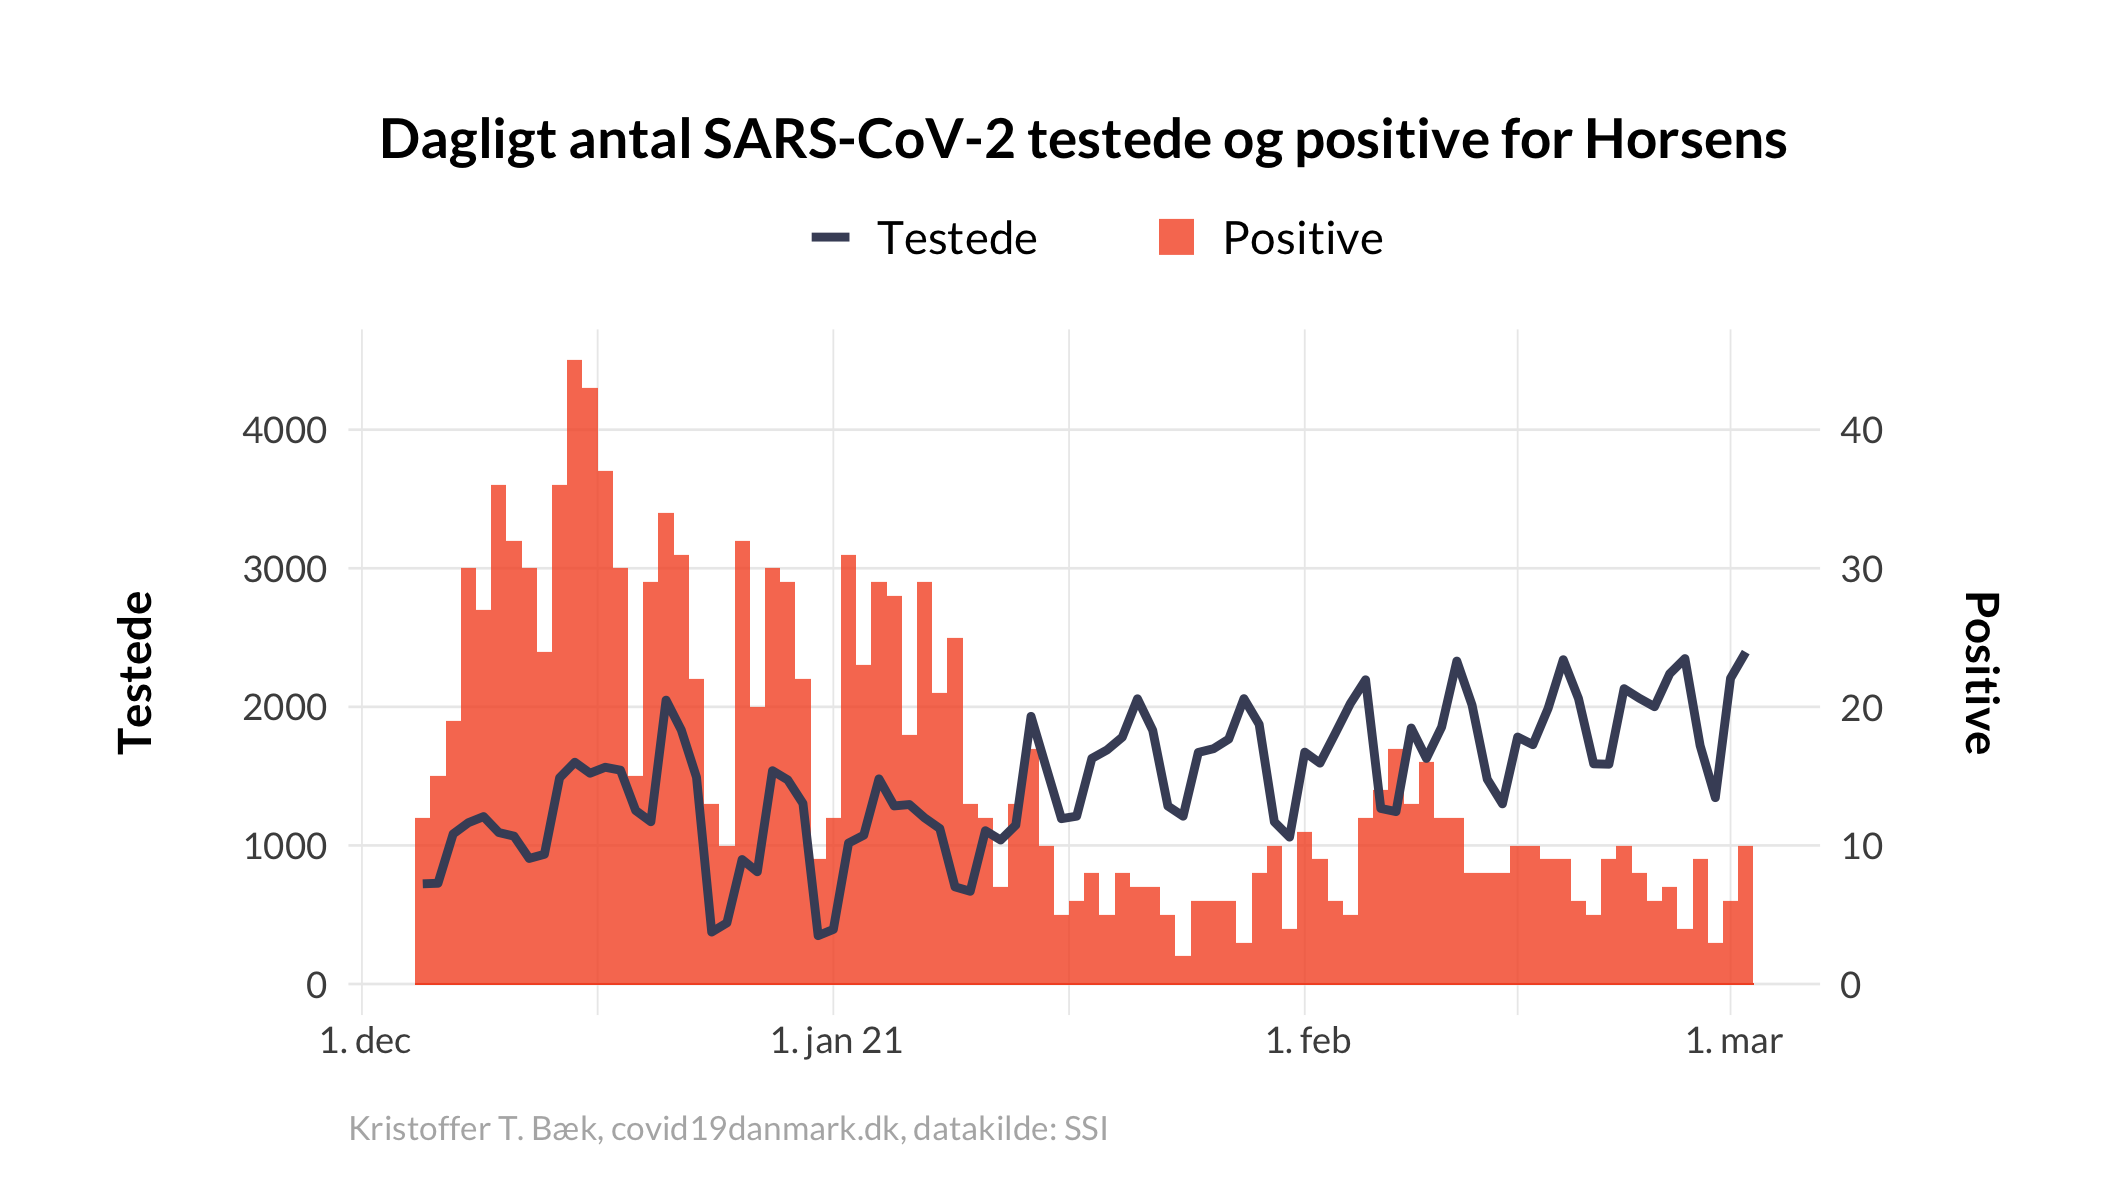 Dagligt antal SARS-CoV-2 testede og positive for Horsens
Testede Positive
4000 40
3000 30
2000 20
1000 10
0 0
Testede
Positive
1. dec 1. jan 21 1. feb 1. mar
Kristoffer T. Bæk, covid19danmark.dk, datakilde: SSI